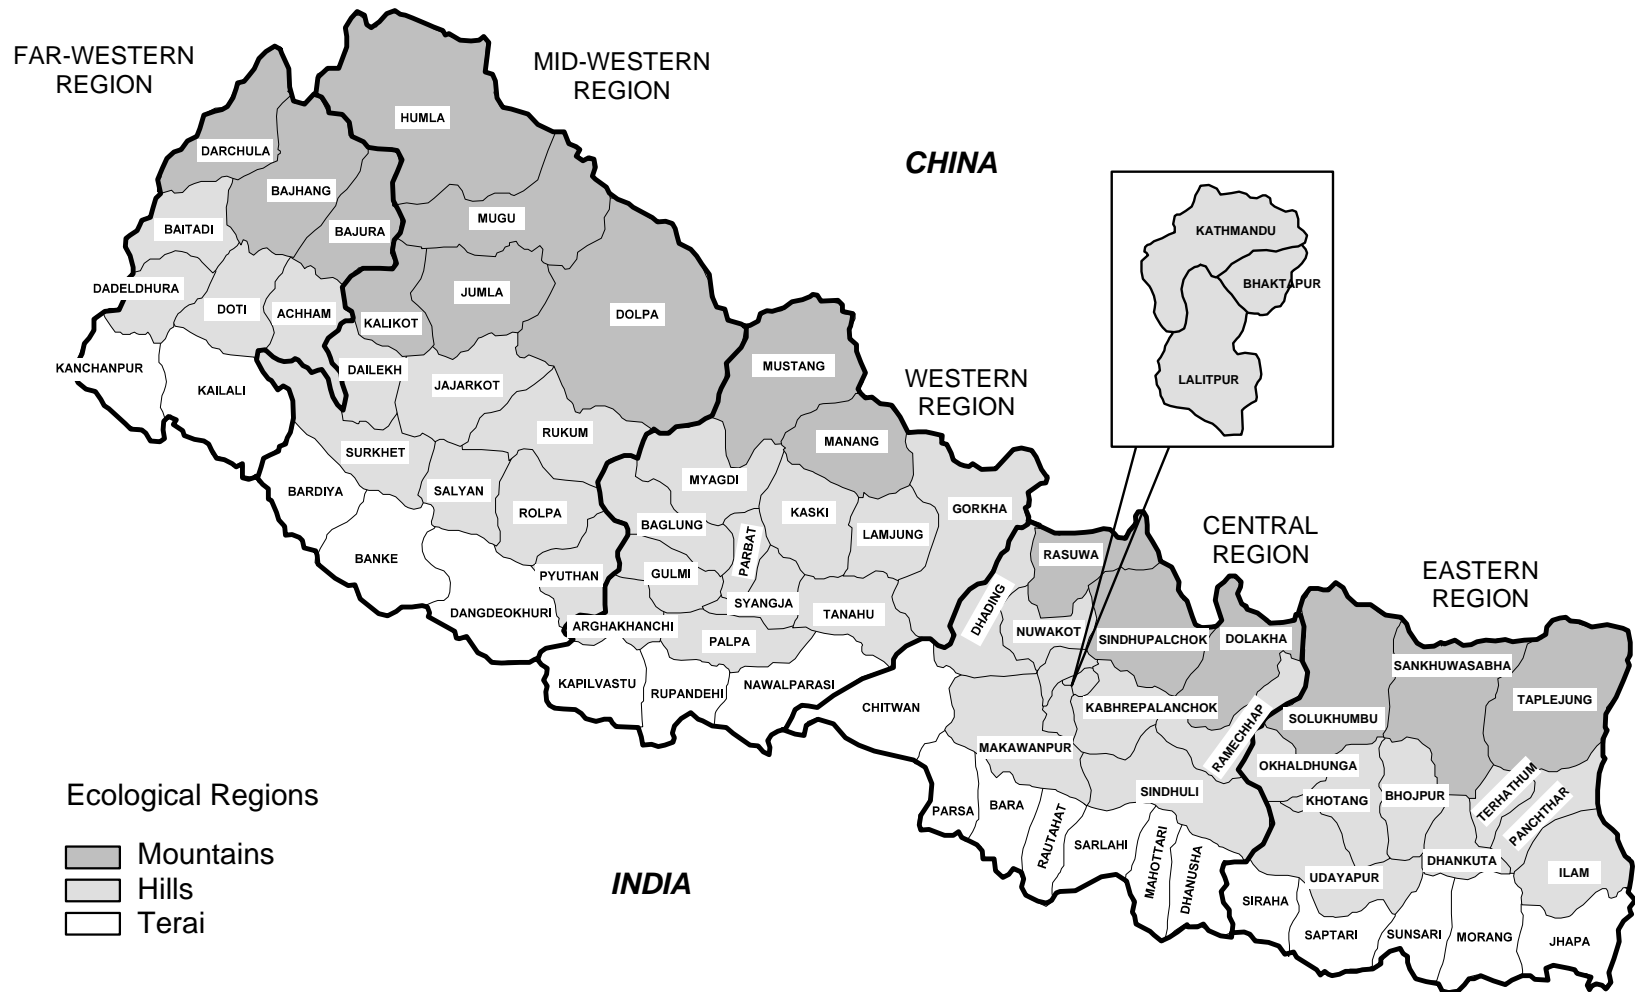 FAR-WESTERN
REGION
MID-WESTERN
REGION
HUMLA
DARCHULA
CHINA
BAJHANG
MUGU
BAITADI
BAJURA
KATHMANDU
DADELDHURA
JUMLA
BHAKTAPUR
DOTI
ACHHAM
KALIKOT
DOLPA
KANCHANPUR
DAILEKH
MUSTANG
WESTERN
REGION
LALITPUR
KAILALI
JAJARKOT
RUKUM
MANANG
SURKHET
MYAGDI
BARDIYA
SALYAN
ROLPA
BAGLUNG
PARBAT
KASKI
LAMJUNG
GORKHA
CENTRAL
REGION
BANKE
PYUTHAN
GULMI
RASUWA
EASTERN
REGION
DANGDEOKHURI
ARGHAKHANCHI
SYANGJA
TANAHU
DHADING
NUWAKOT
SINDHUPALCHOK
DOLAKHA
PALPA
KAPILVASTU
RUPANDEHI
NAWALPARASI
CHITWAN
KABHREPALANCHOK
RAMECHHAP
SOLUKHUMBU
SANKHUWASABHA
TAPLEJUNG
MAKAWANPUR
OKHALDHUNGA
SINDHULI
KHOTANG
BHOJPUR
TERHATHUM
PANCHTHAR
PARSA
BARA
RAUTAHAT
SARLAHI
MAHOTTARI
DHANUSHA
DHANKUTA
UDAYAPUR
ILAM
SIRAHA
SAPTARI
SUNSARI
MORANG
JHAPA
INDIA
Ecological Regions
Mountains
Hills
Terai